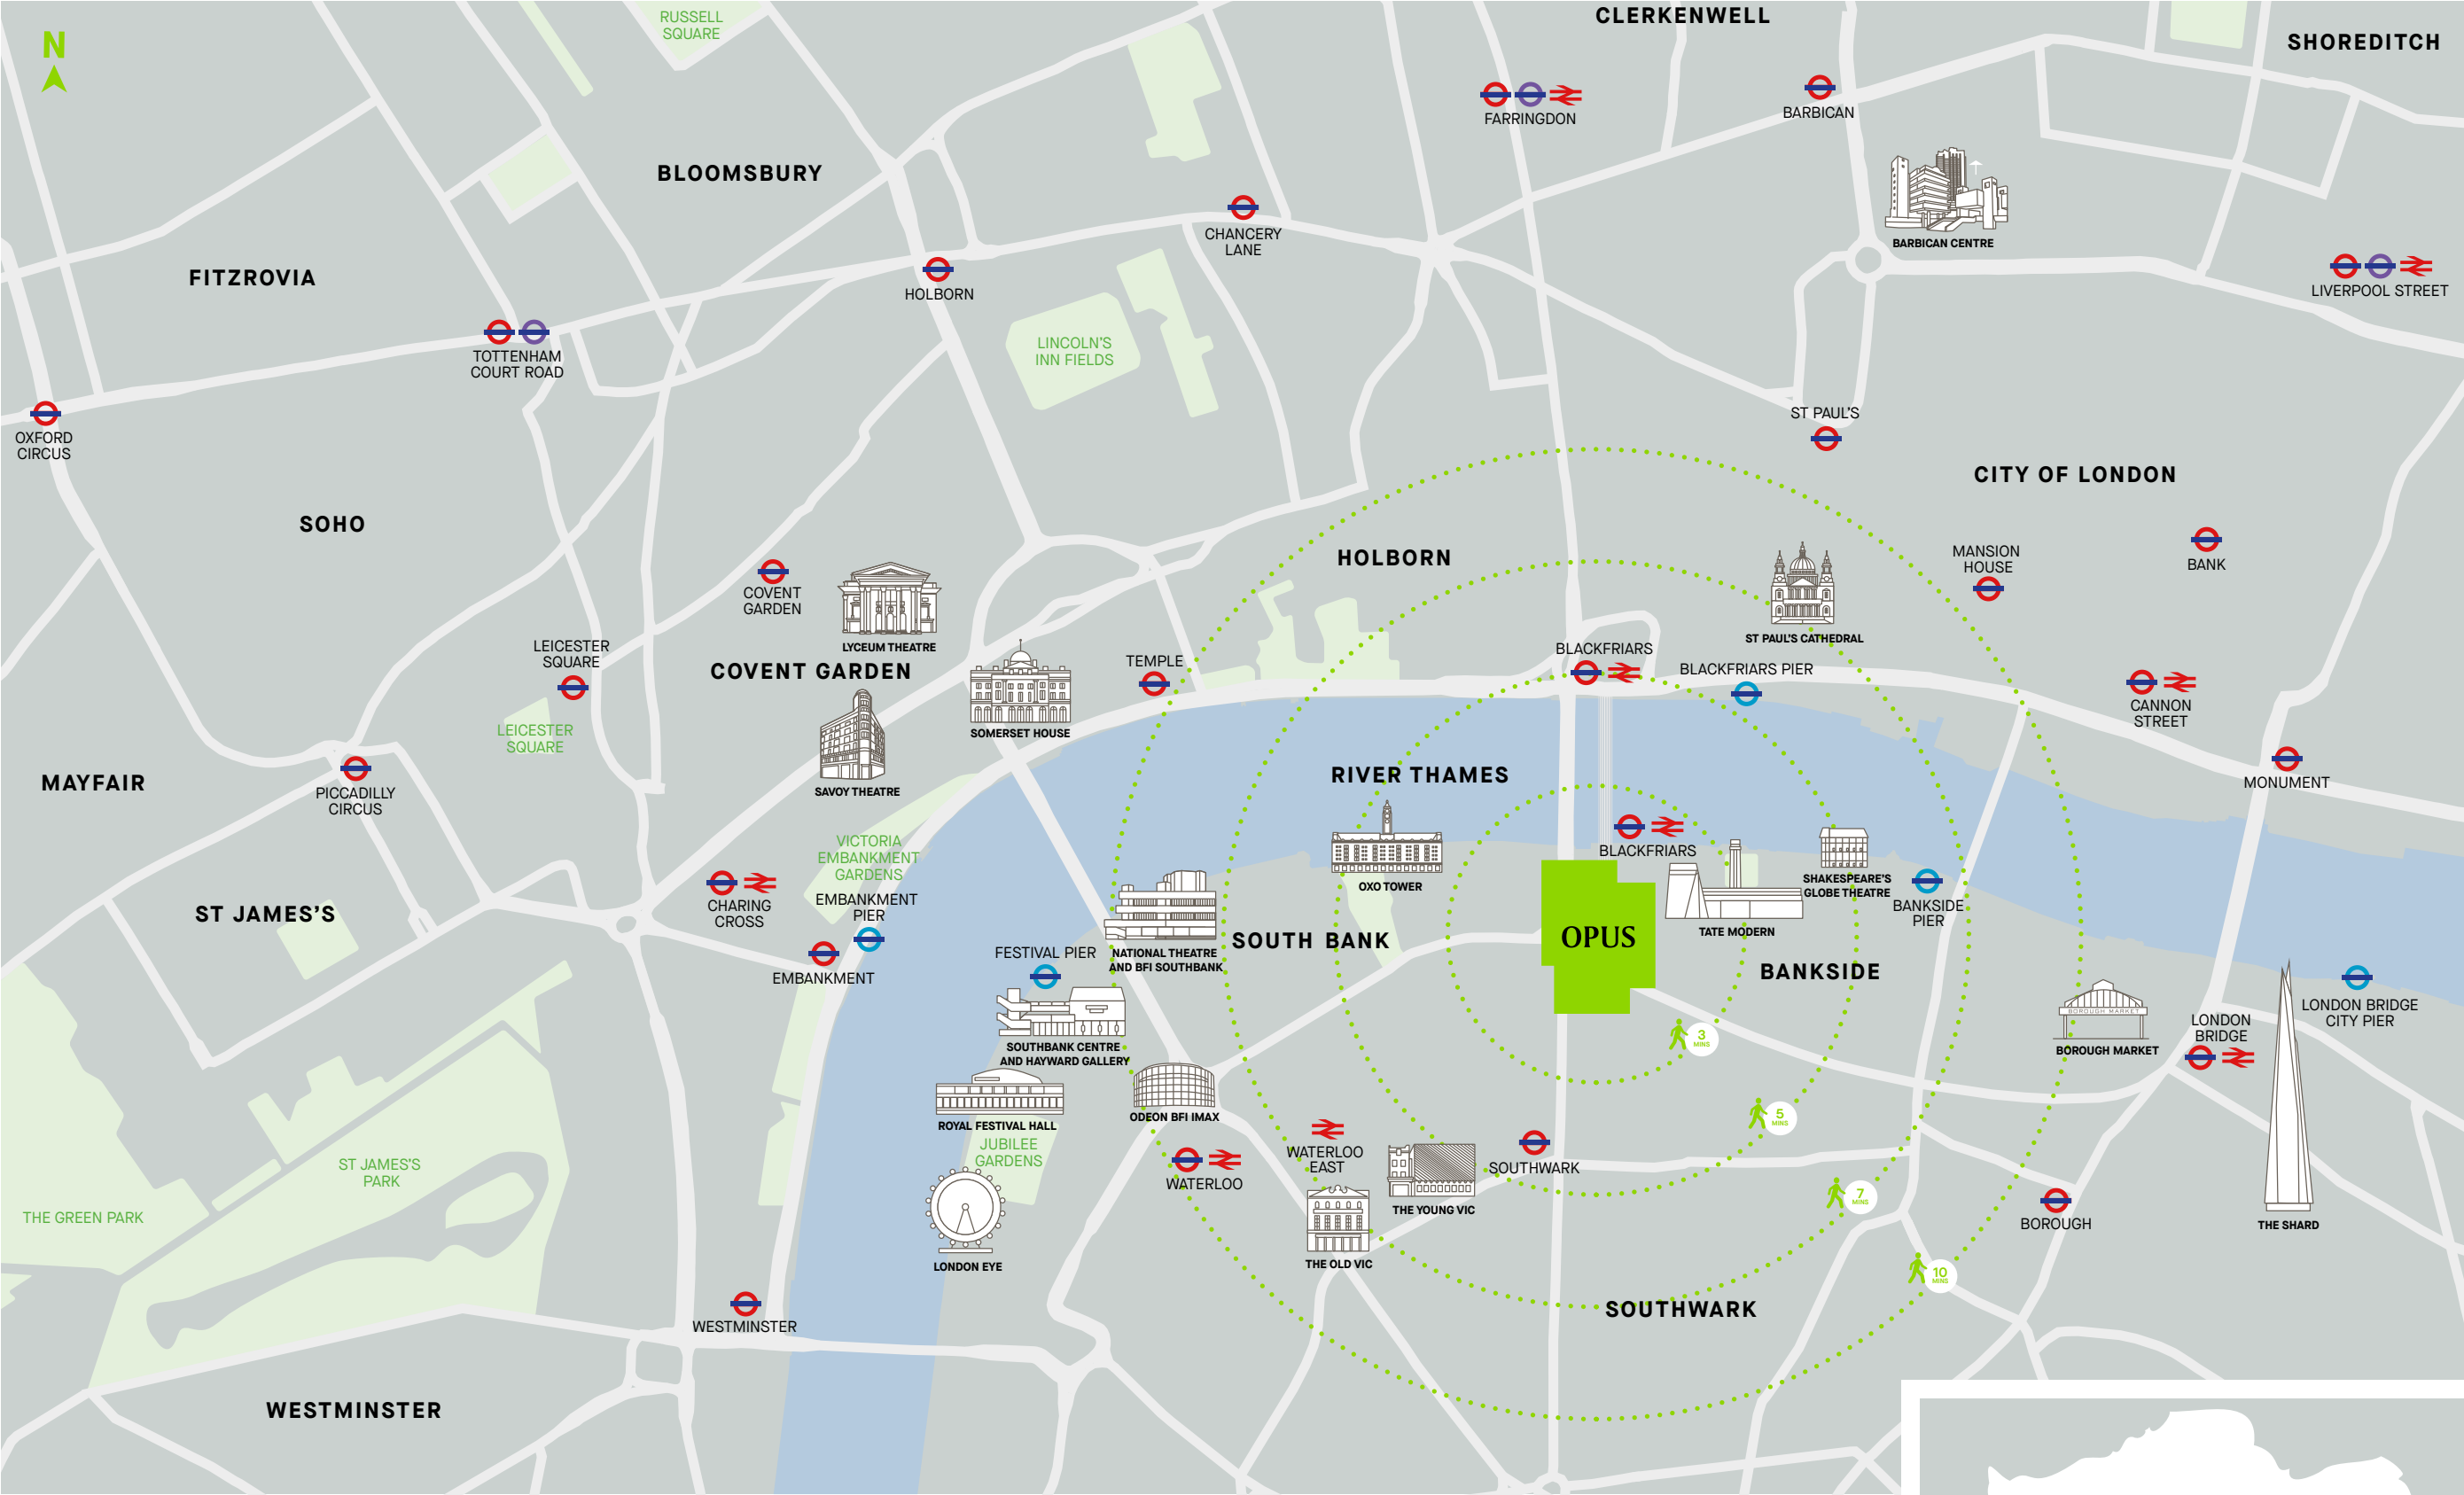 RUSSELL
SQUARE
CLERKENWELL
SHOREDITCH
N
FARRINGDON
BARBICAN
BLOOMSBURY
CHANCERY
LANE
BARBICAN CENTRE
FITZROVIA
HOLBORN
LIVERPOOL STREET
TOTTENHAM
COURT ROAD
LINCOLN'S
INN FIELDS
OXFORD
CIRCUS
ST PAUL'S
CITY OF LONDON
SOHO
HOLBORN
MANSION
HOUSE
BANK
COVENT
GARDEN
LYCEUM THEATRE
ST PAUL'S CATHEDRAL
LEICESTER
SQUARE
COVENT GARDEN
TEMPLE
BLACKFRIARS
BLACKFRIARS PIER
CANNON
STREET
LEICESTER
SQUARE
SOMERSET HOUSE
MAYFAIR
PICCADILLY
CIRCUS
SAVOY THEATRE
RIVER THAMES
MONUMENT
VICTORIA
EMBANKMENT
GARDENS
BLACKFRIARS
OXO TOWER
SHAKESPEARE'S
GLOBE THEATRE
ST JAMES'S
CHARING
CROSS
EMBANKMENT
PIER
BANKSIDE
PIER
OPUS
TATE MODERN
SOUTH BANK
NATIONAL THEATRE
AND BFI SOUTHBANK
FESTIVAL PIER
EMBANKMENT
BANKSIDE
BOROUGH MARKET
BOROUGH MARKET
LONDON BRIDGE
CITY PIER
LONDON
BRIDGE
3
MINS
SOUTHBANK CENTRE
AND HAYWARD GALLERY
ODEON BFI IMAX
5
MINS
ROYAL FESTIVAL HALL
JUBILEE
GARDENS
WATERLOO
EAST
SOUTHWARK
WATERLOO
ST JAMES'S
PARK
7
MINS
THE YOUNG VIC
THE GREEN PARK
BOROUGH
THE SHARD
LONDON EYE
THE OLD VIC
10
MINS
SOUTHWARK
WESTMINSTER
WESTMINSTER